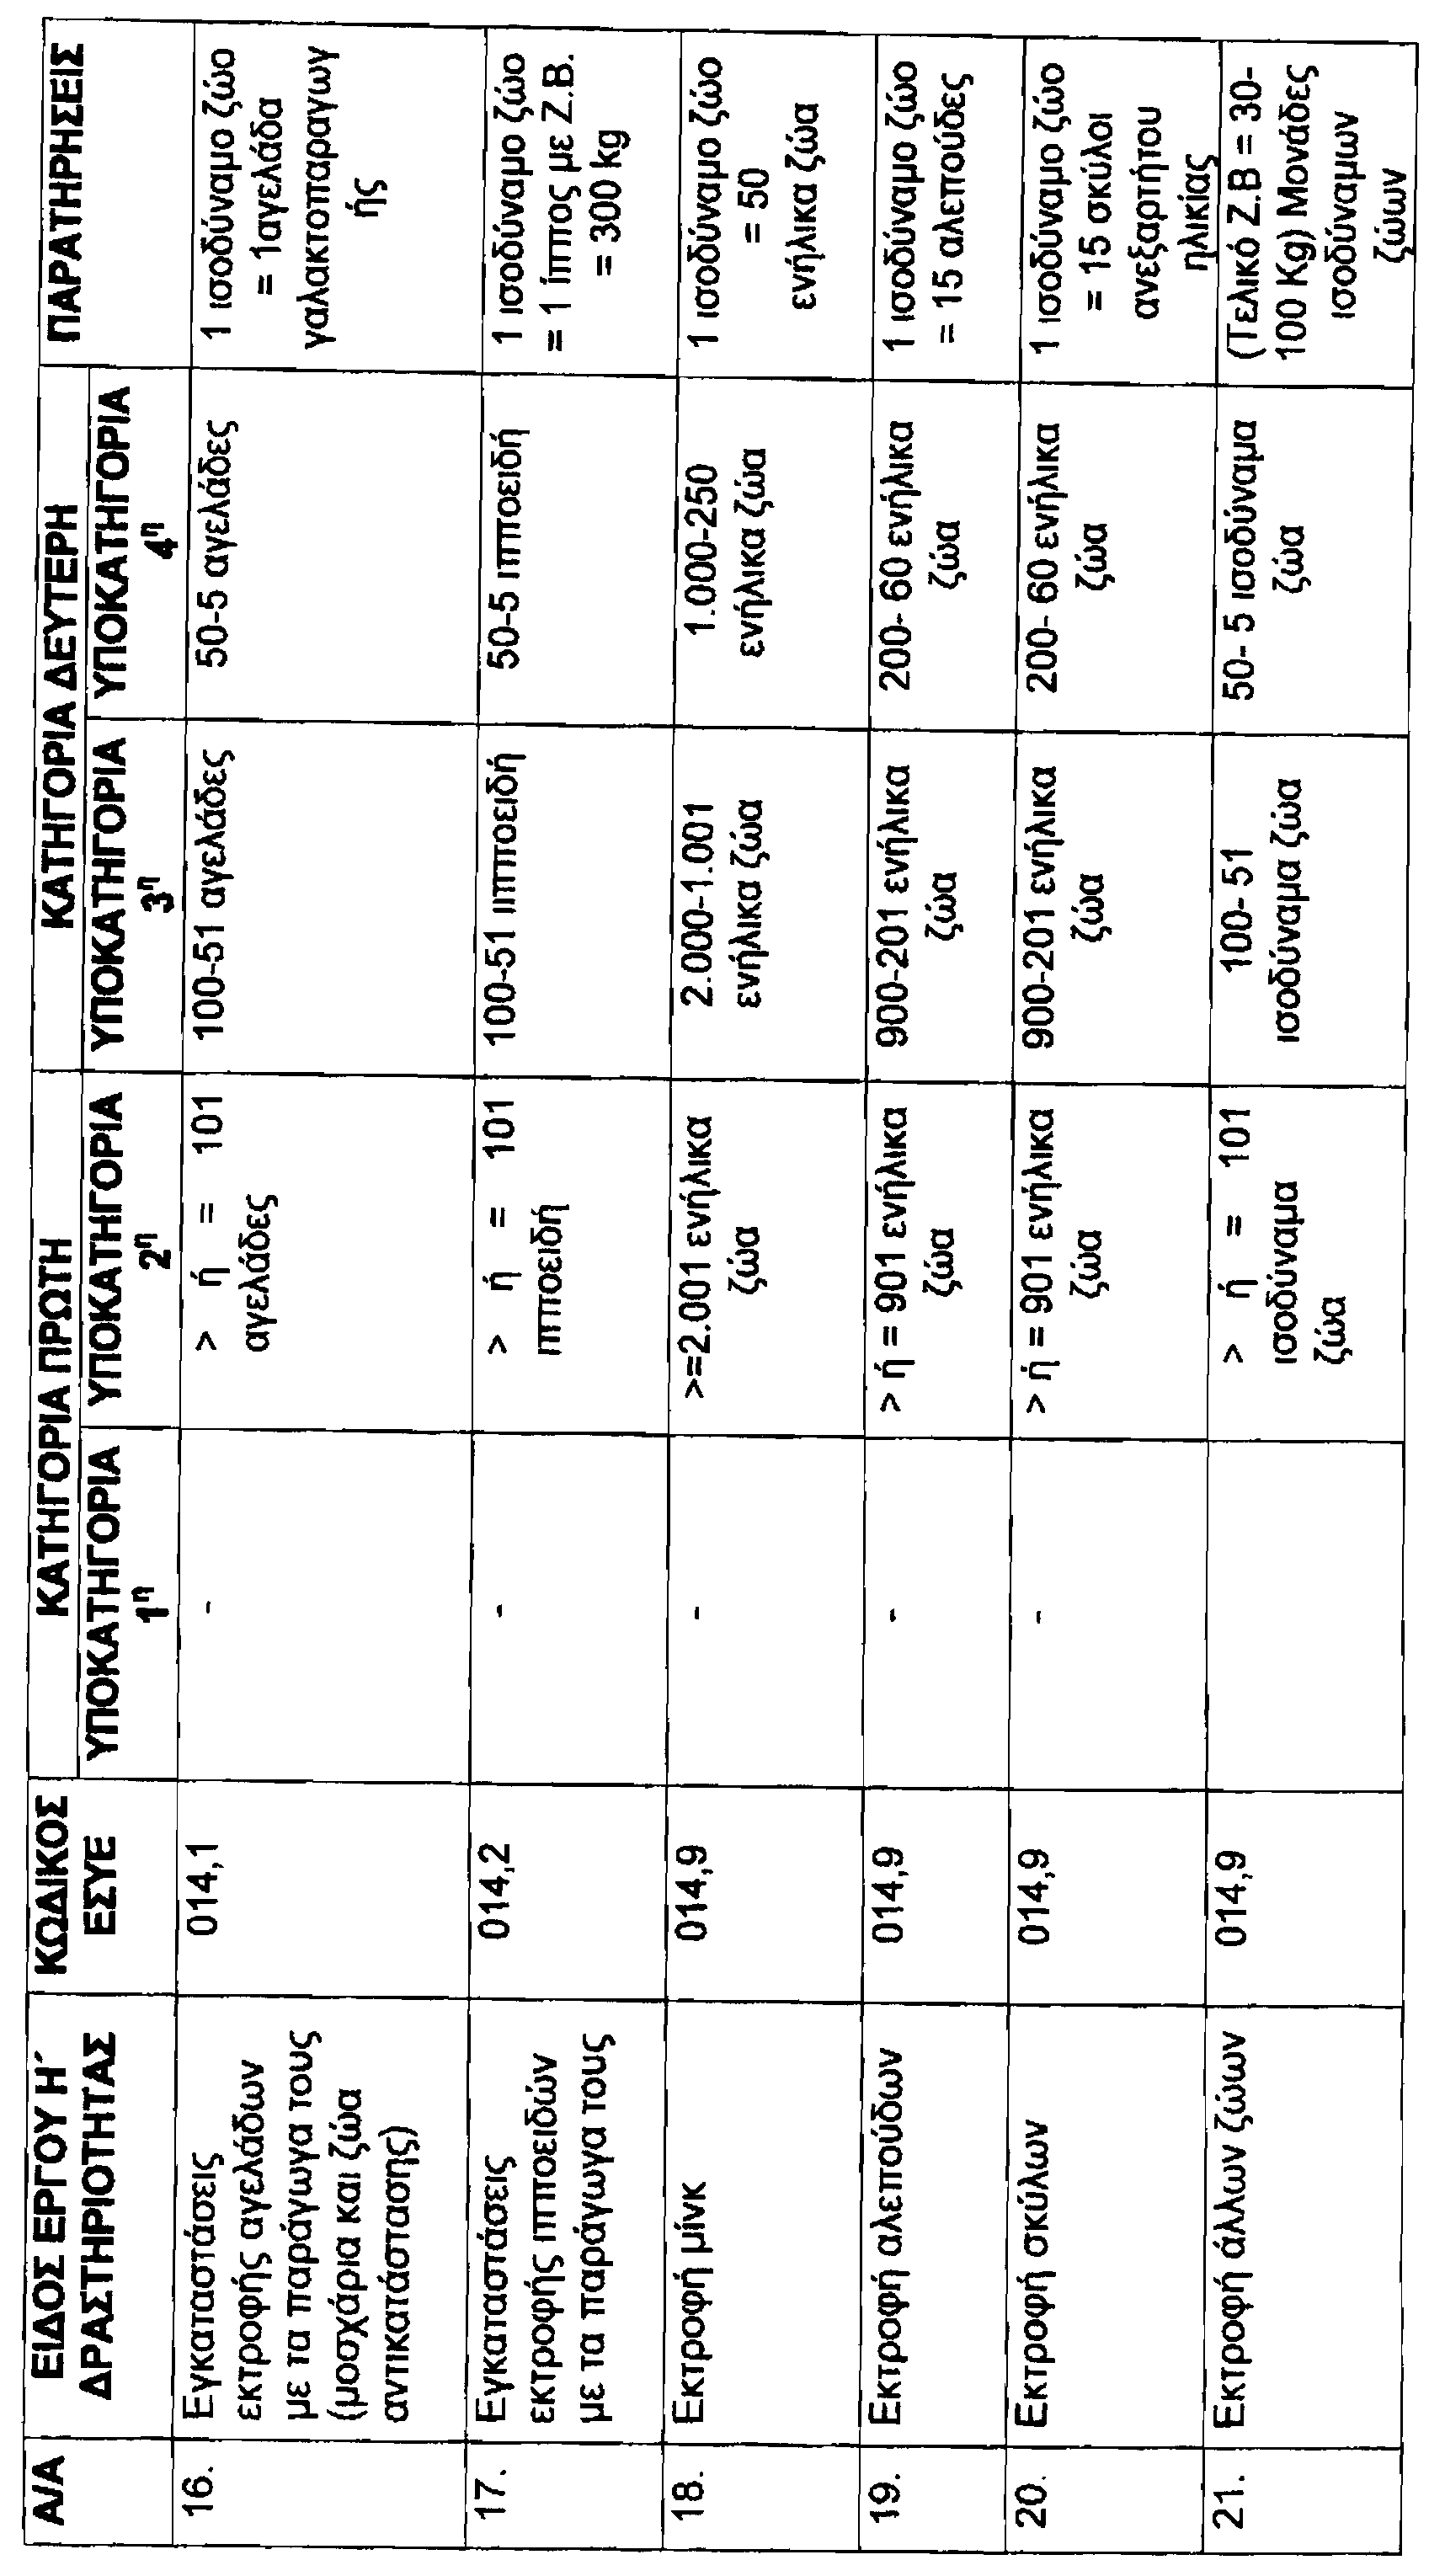 Α/Α
ΕΙΔΟΣ ΕΡΓΟΥ Η΄
ΔΡΑΣΤΗΡΙΟΤΗΤΑΣ
ΚΩΔΙΚΟΣ
ΕΣΥΕ
ΚΑΤΗΓΟΡΙΑ ΠΡΩΤΗ
ΚΑΤΗΓΟΡΙΑ ΔΕΥΤΕΡΗ
ΠΑΡΑΤΗΡΗΣΕΙΣ
ΥΠΟΚΑΤΗΓΟΡΙΑ
1η
ΥΠΟΚΑΤΗΓΟΡΙΑ
2η
ΥΠΟΚΑΤΗΓΟΡΙΑ
3η
ΥΠΟΚΑΤΗΓΟΡΙΑ
4η
16.
Εγκαταστάσεις
εκτροφής αγελάδων
με τα παράγωγα τους
(μοσχάρια και ζώα
αντικατάστασης)
014,1
-
> ή = 101
αγελάδες
100-51 αγελάδες
50-5 αγελάδες
1 ισοδύναμο ζώο
= 1αγελάδα
γαλακτοπαραγωγ
ής
17.
Εγκαταστάσεις
εκτροφής ιπποειδών
με τα παράγωγα τους
014,2
-
> ή = 101
ιπποειδή
100-51 ιπποειδή
50-5 ιπποειδή
1 ισοδύναμο ζώο
= 1 ίππος με Ζ.Β.
= 300 kg
18.
Εκτροφή μίνκ
014,9
-
>=2.001 ενήλικα
ζώα
2.000-1.001
ενήλικα ζώα
1.000-250
ενήλικα ζώα
1 ισοδύναμο ζώο
= 50
ενήλικα ζώα
19.
Εκτροφή αλεπούδων
014,9
-
> ή = 901 ενήλικα
ζώα
900-201 ενήλικα
ζώα
200- 60 ενήλικα
ζώα
1 ισοδύναμο ζώο
= 15 αλεπούδες
20.
Εκτροφή σκύλων
014,9
-
> ή = 901 ενήλικα
ζώα
900-201 ενήλικα
ζώα
200- 60 ενήλικα
ζώα
1 ισοδύναμο ζώο
= 15 σκύλοι
ανεξαρτήτου
ηλικίας
21.
Εκτροφή άλλων ζώων
014,9
> ή = 101
ισοδύναμα
ζώα
100- 51
ισοδύναμα ζώα
50- 5 ισοδύναμα
ζώα
(Τελικό Ζ.Β = 30-
100 Kg) Μονάδες
ισοδύναμων
ζώων